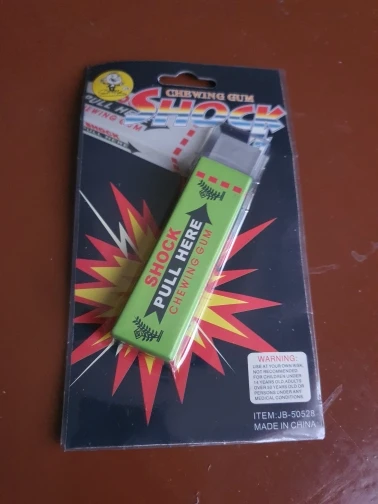 CHEWING GUM
SHOCK
PULL HERE
SHOCK
PULL HERE
CHEWING GUM
WARNING:
USE AT YOUR OWN RISK,
NOT RECOMMENDED
FOR CHILDREN UNDER
14 YEARS OLD ADULTS
OVER 60 YEARS OLD OR
PERSONS UNDER ANY
MEDICAL CONDITIONS
ITEM:JB-50528
MADE IN CHINA